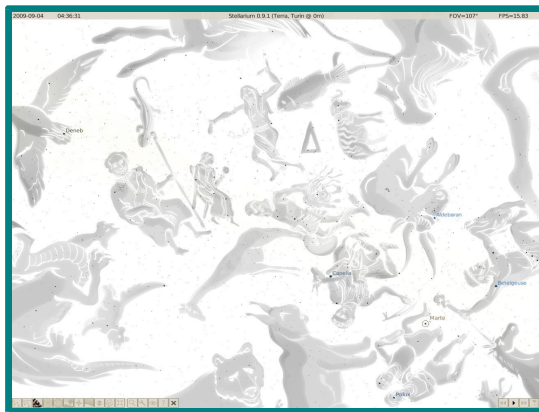 2009-09-04 04:36:31 Stellarium 0.9.1 (Terra, Turin @ 0m) FOV=107° FPS=15.83
Deneb
Aldebaran
Capella
Betelgeuse
Marte
Pollux